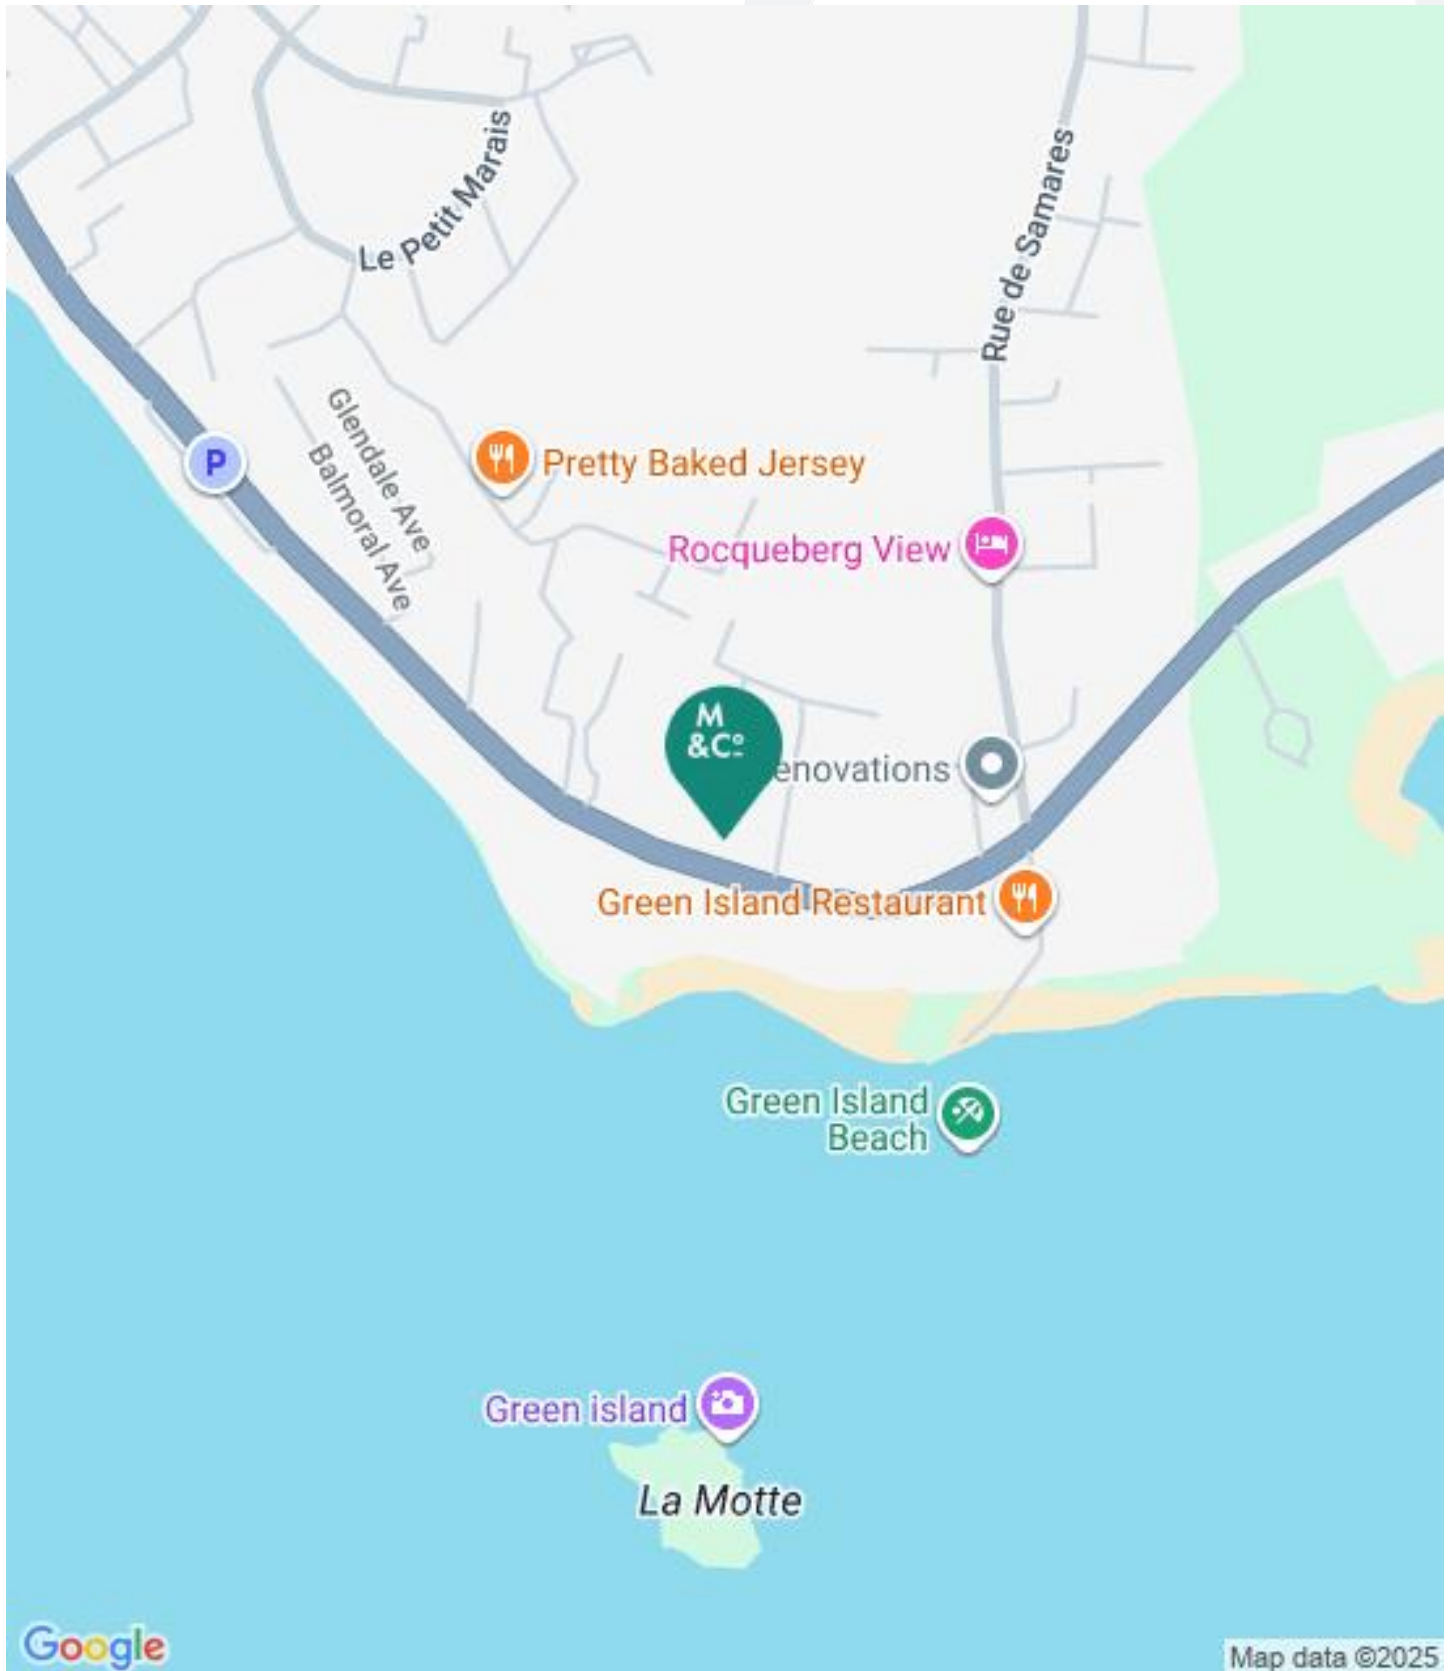 Le Petit Marais
Rue de Samares
Glendale Ave
Balmoral Ave
P
Pretty Baked Jersey
Rocqueberg View
M
&Co
enovations
Green Island Restaurant
Green Island
Beach
Green island
La Motte
Google
Map data ©2025